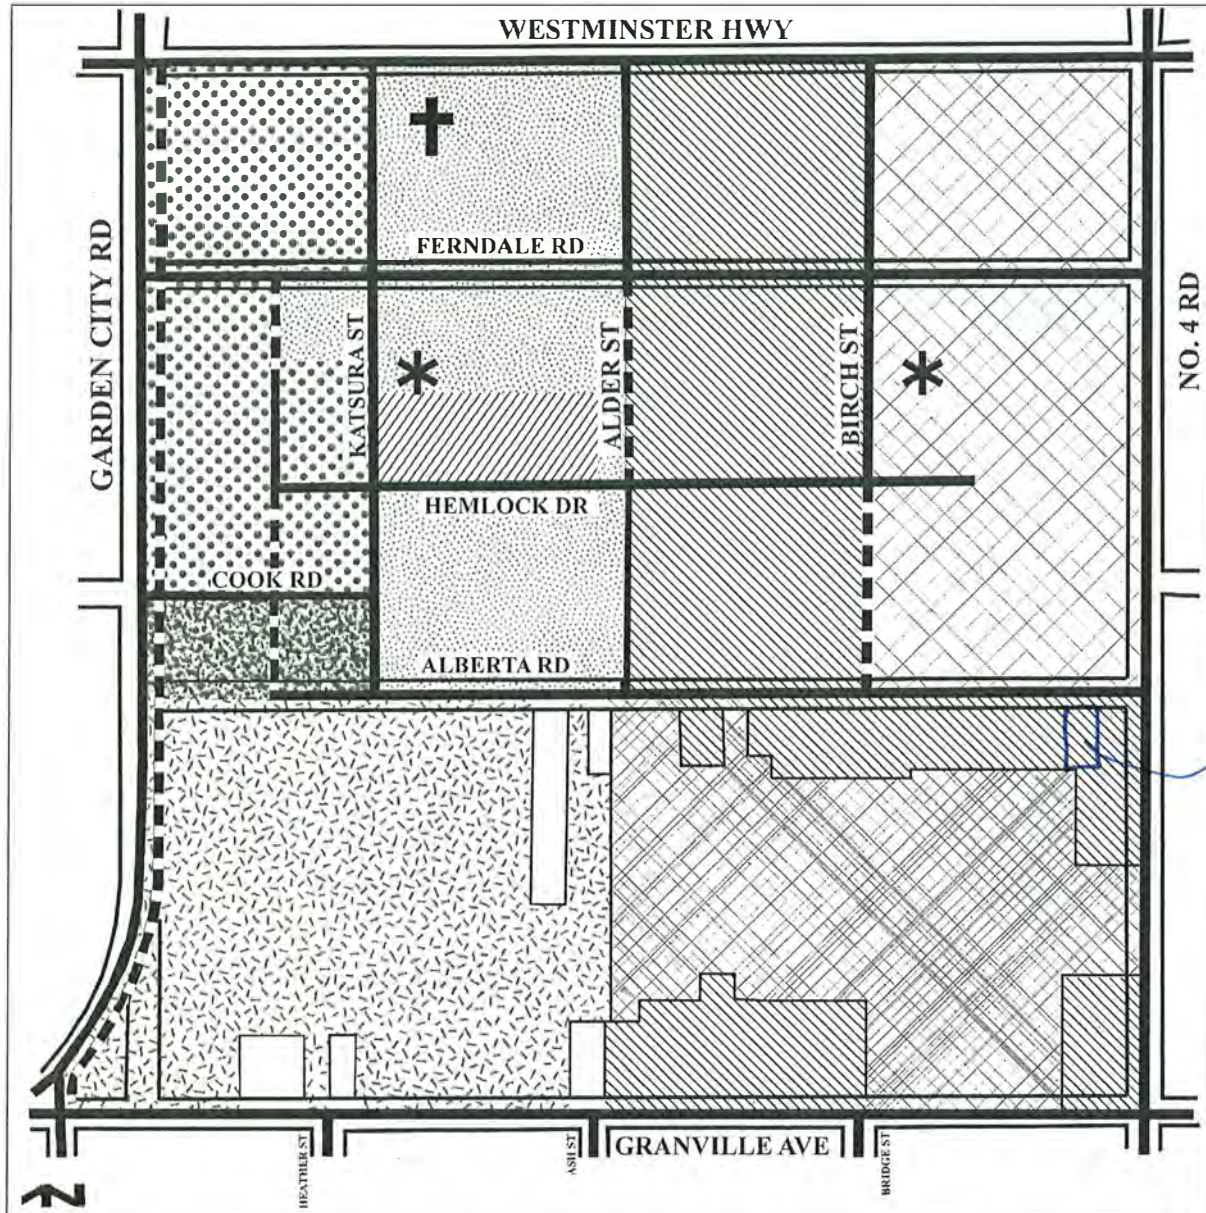 WESTMINSTER HWY
GARDEN CITY RD
FERNDALE RD
KATSURA ST
ALDER ST
BIRCH ST
NO. 4 RD
HEMLOCK DR
COOK RD
ALBERTA RD
GRANVILLE AVE
HEATHER ST
ASH ST
BRIDGE ST
N